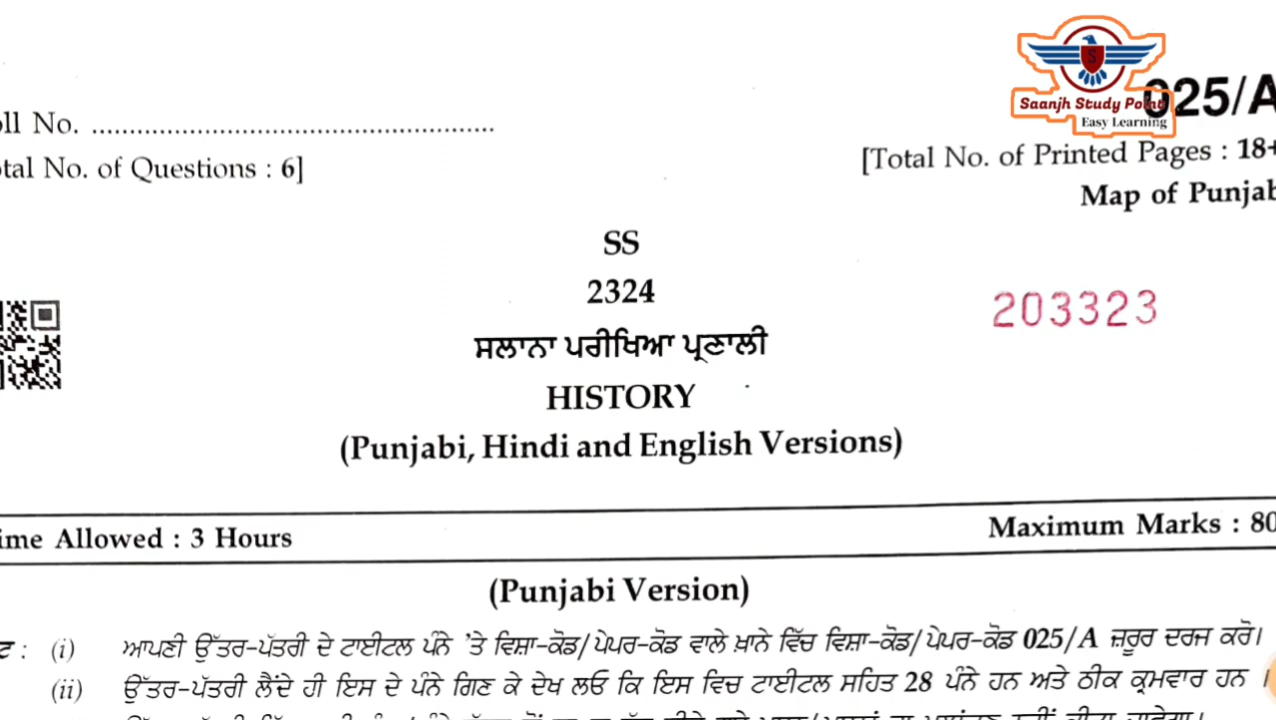 Saanjh Study Point
Easy Learning
025/A
oll No. ......................................................
otal No. of Questions : 6]
[Total No. of Printed Pages : 18+
Map of Punjab
SS
2324
203323
ਸਲਾਨਾ ਪਰੀਖਿਆ ਪ੍ਰਣਾਲੀ
HISTORY
(Punjabi, Hindi and English Versions)
ime Allowed : 3 Hours
Maximum Marks : 80
(Punjabi Version)
ਟ : (i) ਆਪਣੀ ਉੱਤਰ-ਪੱਤਰੀ ਦੇ ਟਾਈਟਲ ਪੰਨੇ 'ਤੇ ਵਿਸ਼ਾ-ਕੋਡ/ਪੇਪਰ-ਕੋਡ ਵਾਲੇ ਖ਼ਾਨੇ ਵਿੱਚ ਵਿਸ਼ਾ-ਕੋਡ/ਪੇਪਰ-ਕੋਡ 025/A ਜ਼ਰੂਰ ਦਰਜ ਕਰੋ।
(ii) ਉੱਤਰ-ਪੱਤਰੀ ਲੈਂਦੇ ਹੀ ਇਸ ਦੇ ਪੰਨੇ ਗਿਣ ਕੇ ਦੇਖ ਲਓ ਕਿ ਇਸ ਵਿਚ ਟਾਈਟਲ ਸਹਿਤ 28 ਪੰਨੇ ਹਨ ਅਤੇ ਠੀਕ ਕ੍ਰਮਵਾਰ ਹਨ ।